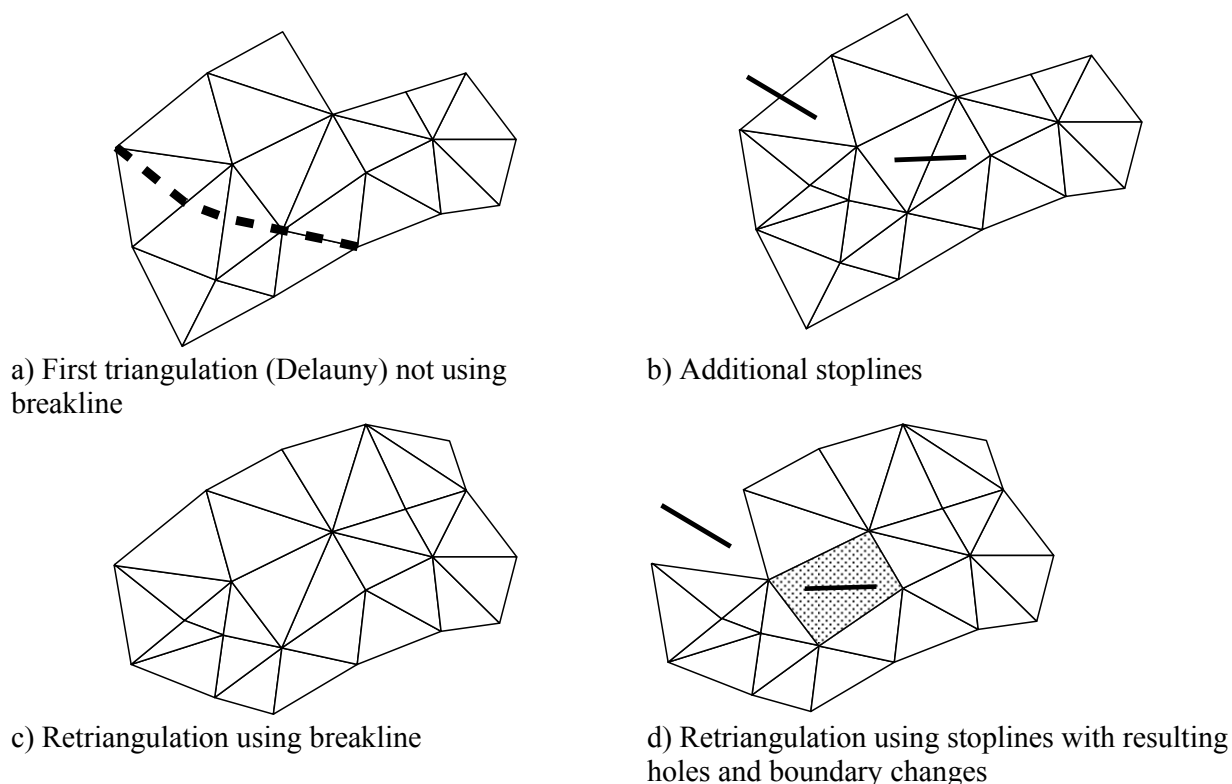 a) First triangulation (Delauny) not using
breakline
b) Additional stoplines
c) Retriangulation using breakline
d) Retriangulation using stoplines with resulting
holes and boundary changes